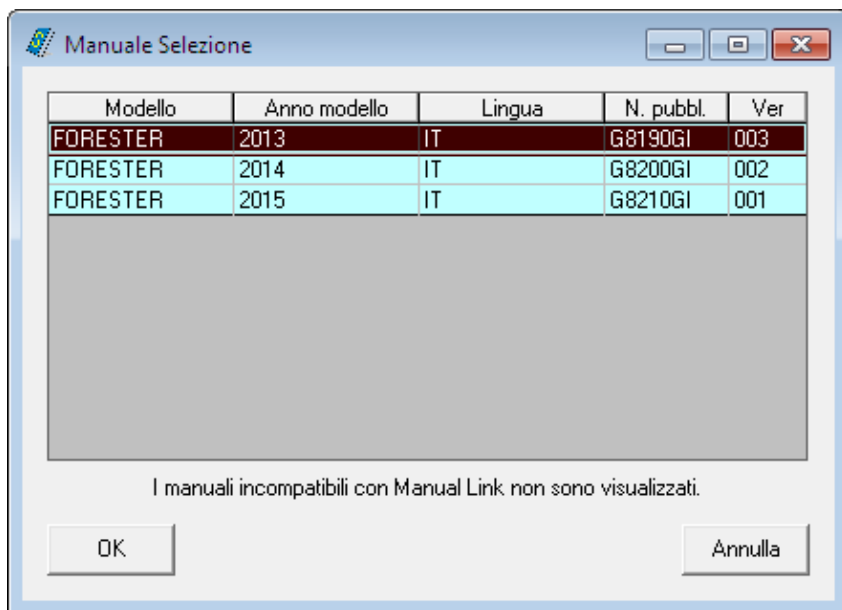 Manuale Selezione
Modello Anno modello Lingua N. pubbl. Ver
FORESTER 2013 IT G8190GI 003
FORESTER 2014 IT G8200GI 002
FORESTER 2015 IT G8210GI 001
I manuali incompatibili con Manual Link non sono visualizzati.
OK Annulla